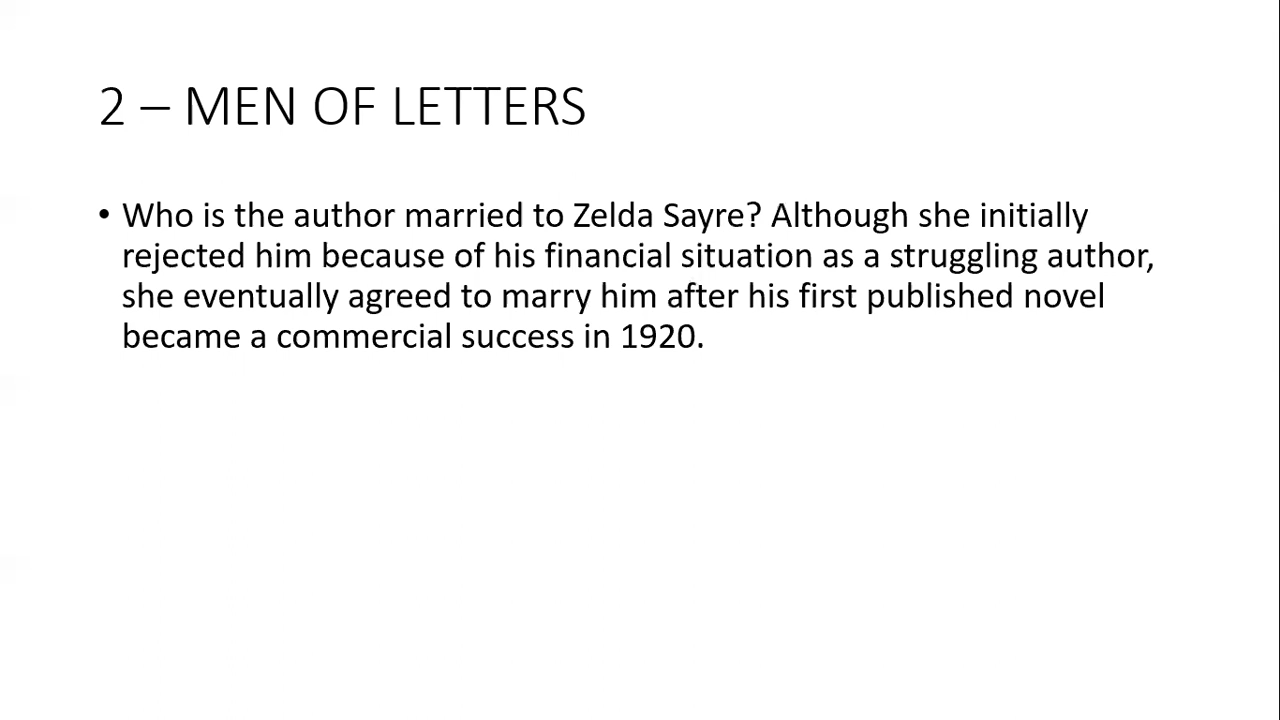 2 – MEN OF LETTERS
• Who is the author married to Zelda Sayre? Although she initially
rejected him because of his financial situation as a struggling author,
she eventually agreed to marry him after his first published novel
became a commercial success in 1920.